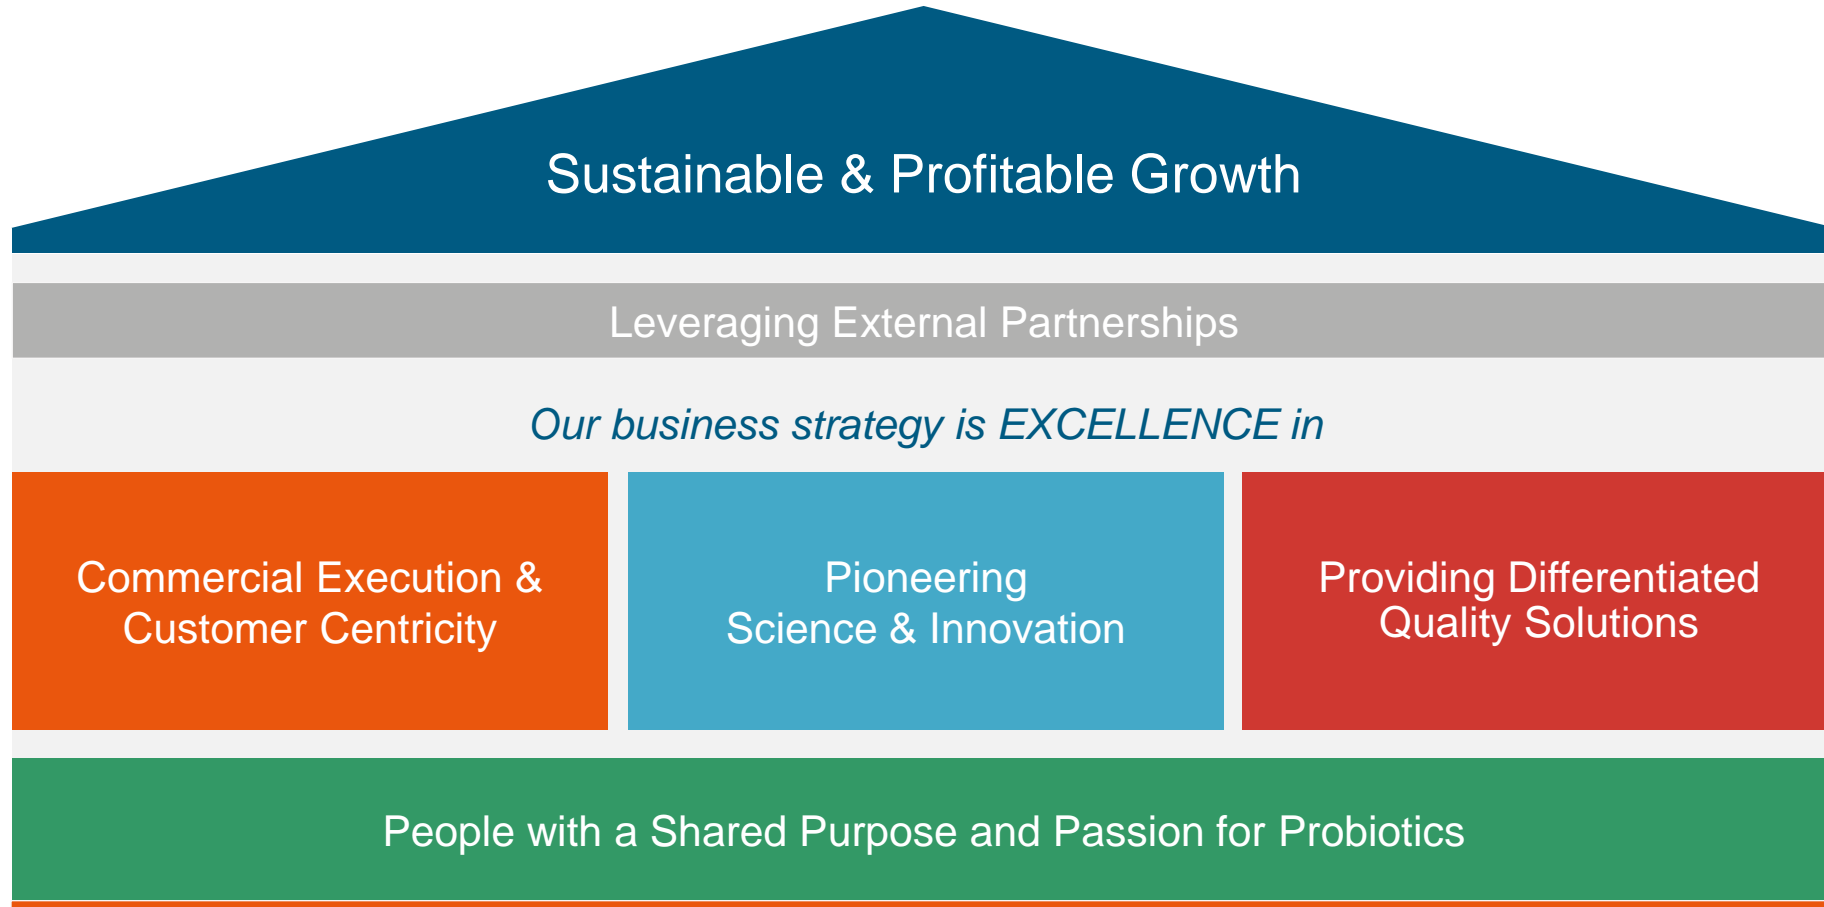 Sustainable & Profitable Growth
Leveraging External Partnerships
Our business strategy is EXCELLENCE in
Commercial Execution &
Customer Centricity
Pioneering
Science & Innovation
Providing Differentiated
Quality Solutions
People with a Shared Purpose and Passion for Probiotics